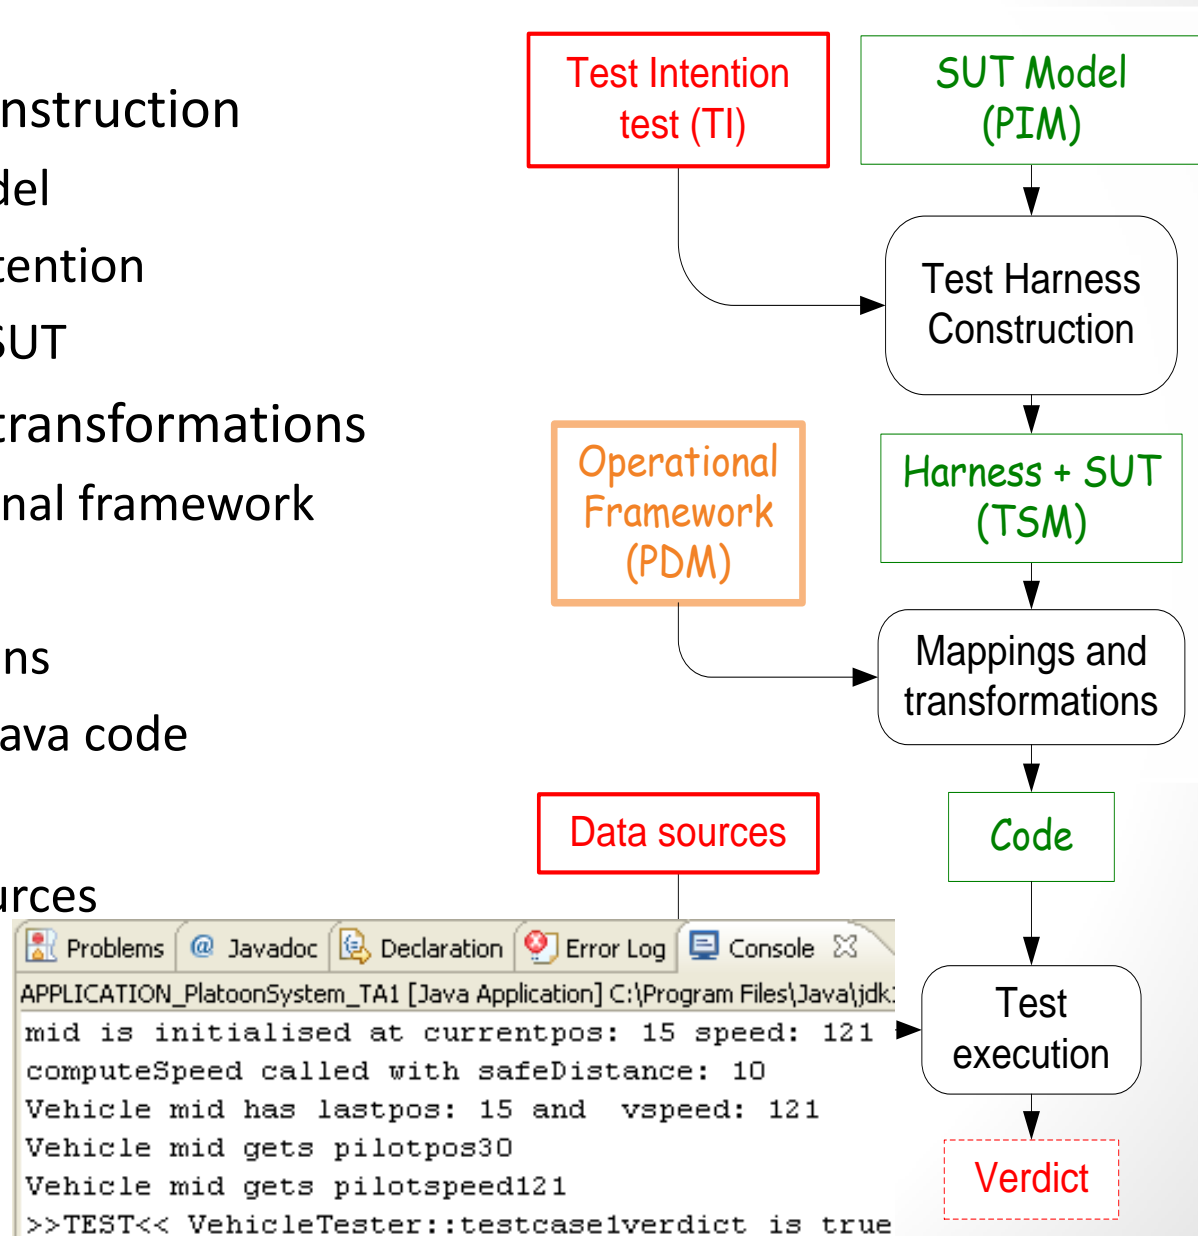 nstruction
del
tention
SUT
transformations
nal framework
ns
ava code
urces
Test Intention
test (TI)
SUT Model
(PIM)
Test Harness
Construction
Operational
Framework
(PDM)
Harness + SUT
(TSM)
Mappings and
transformations
Data sources
Code
Problems @ Javadoc Declaration Error Log Console
APPLICATION_PlatoonSystem_TA1 [Java Application] C:\Program Files\Java\jdk1
mid is initialised at currentpos: 15 speed: 121
computeSpeed called with safeDistance: 10
Vehicle mid has lastpos: 15 and  vspeed: 121
Vehicle mid gets pilotpos30
Vehicle mid gets pilotspeed121
>>TEST<< VehicleTester::testcase1verdict is true
Test
execution
Verdict